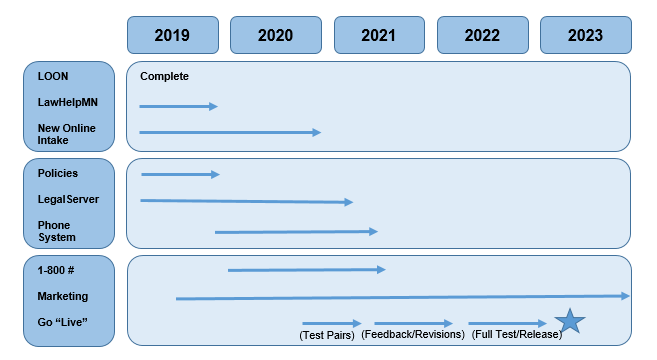 2019 2020 2021 2022 2023
LOON Complete
LawHelpMN
New Online
Intake
Policies
LegalServer
Phone
System
1-800 #
Marketing
Go “Live” (Test Pairs) (Feedback/Revisions) (Full Test/Release)